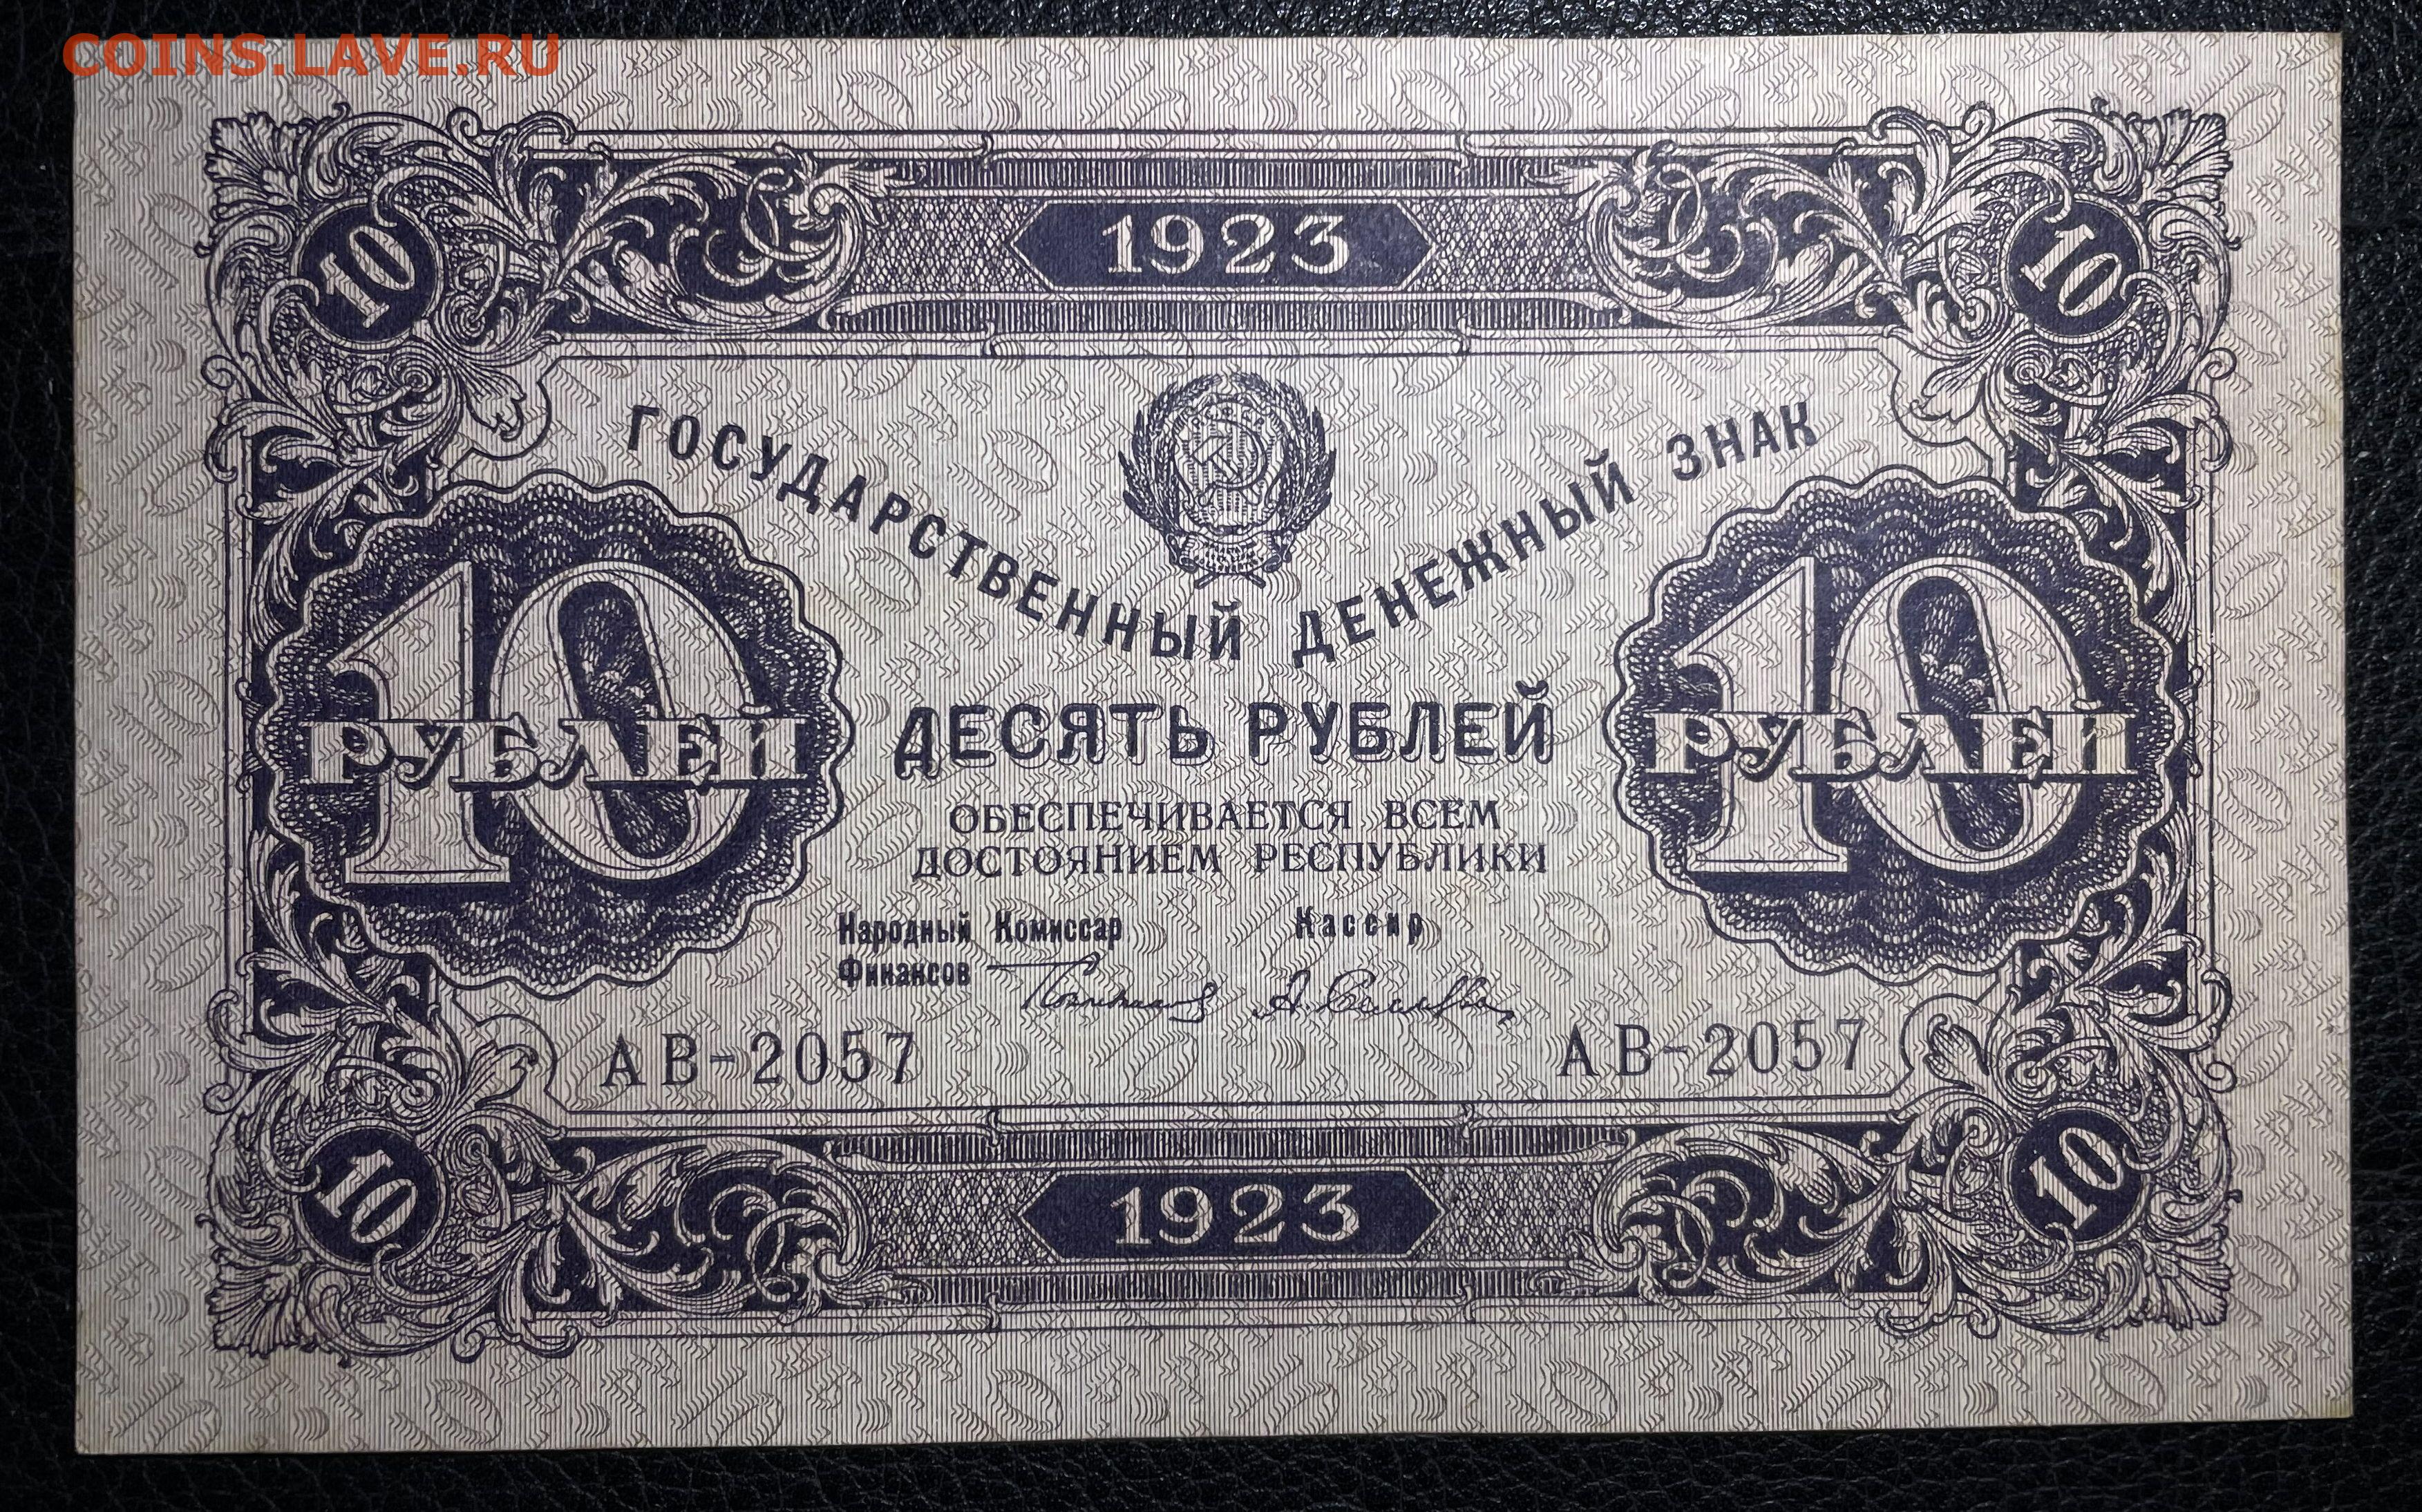 COINS.LAVE.RU
1923
10 10
ГОСУДАРСТВЕННЫЙ ДЕНЕЖНЫЙ ЗНАК
10 РУБЛЕЙ
10 РУБЛЕЙ
ДЕСЯТЬ РУБЛЕЙ
ОБЕСПЕЧИВАЕТСЯ ВСЕМ
ДОСТОЯНИЕМ РЕСПУБЛИКИ
Народный Комиссар
Финансов
Кассир
АВ-2057 АВ-2057
10 10
1923